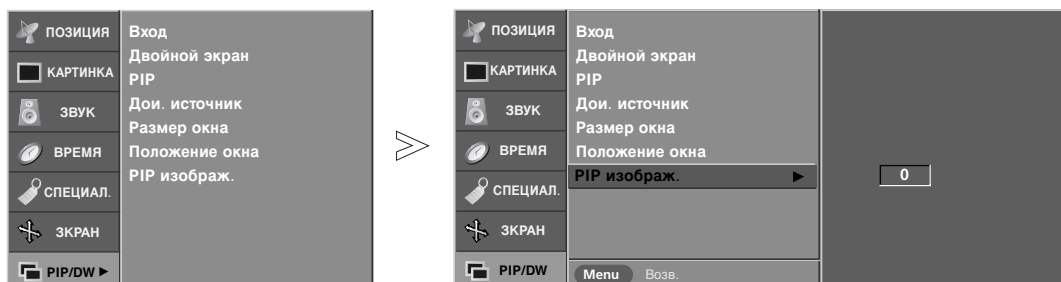 ПОЗИЦИЯ
КАРТИНКА
ЗВУК
ВРЕМЯ
СПЕЦИАЛ.
ЗКРАН
PIP/DW ►
Вход
Двойной экран
PIP
Дои. источник
Размер окна
Положение окна
PIP изображ.
ПОЗИЦИЯ
КАРТИНКА
ЗВУК
ВРЕМЯ
СПЕЦИАЛ.
ЗКРАН
PIP/DW
Вход
Двойной экран
PIP
Дои. источник
Размер окна
Положение окна
PIP изображ. ►
0
Menu Возв.